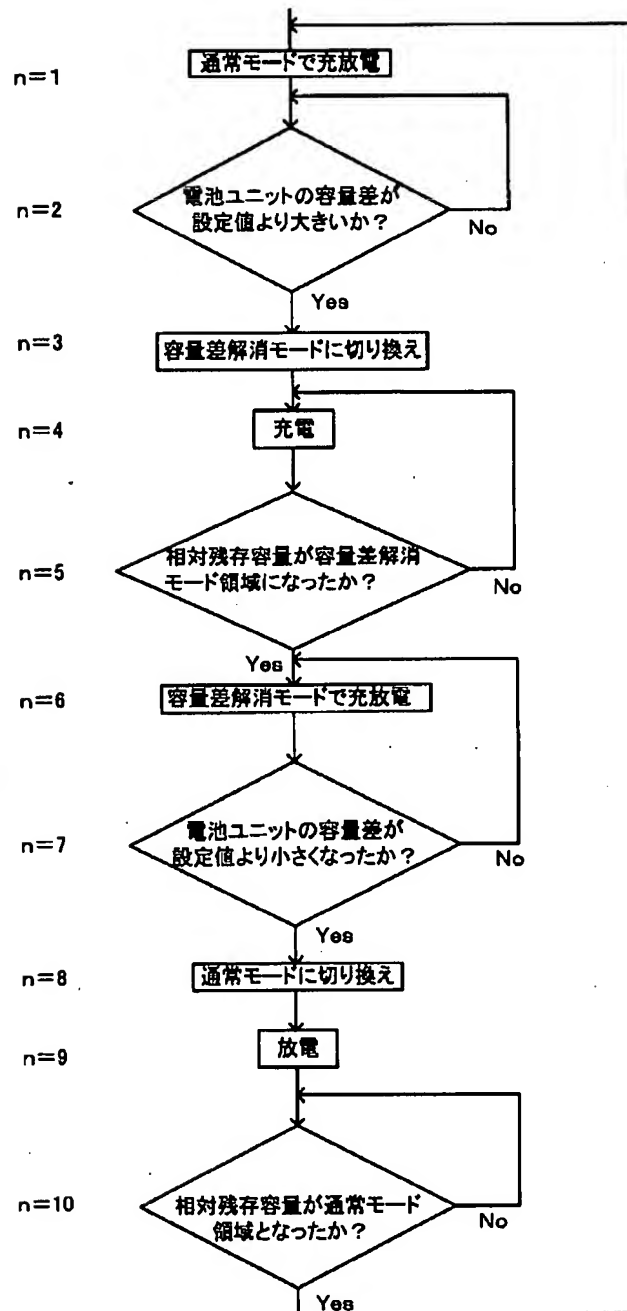 n=1
通常モードで充放電
n=2
電池ユニットの容量差が
設定値より大きいか？
No
Yes
n=3
容量差解消モードに切り換え
n=4
充電
n=5
相対残存容量が容量差解消
モード領域になったか？
No
Yes
n=6
容量差解消モードで充放電
n=7
電池ユニットの容量差が
設定値より小さくなったか？
No
Yes
n=8
通常モードに切り換え
n=9
放電
n=10
相対残存容量が通常モード
領域となったか？
No
Yes